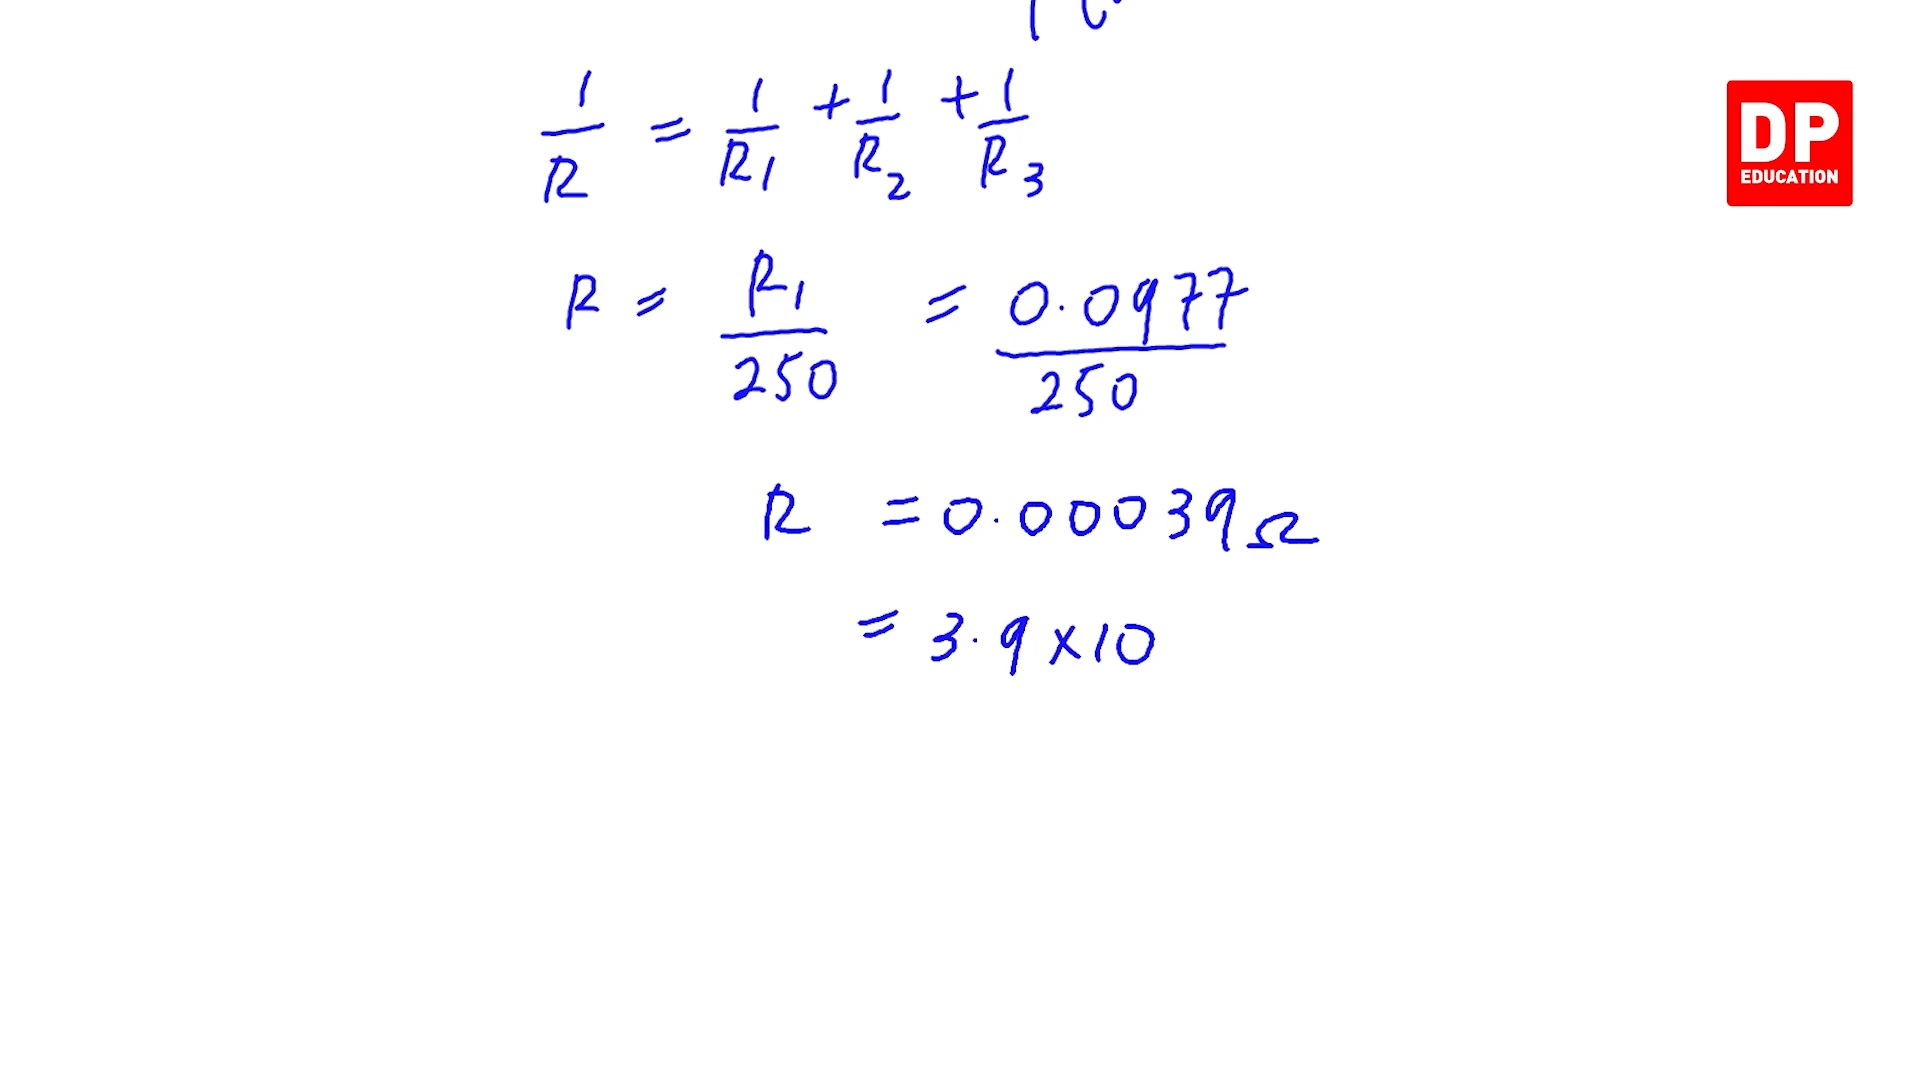 1/R = 1/R1 + 1/R2 + 1/R3
DP
EDUCATION
R = R1/250 = 0.0977/250
R = 0.00039Ω
= 3.9×10